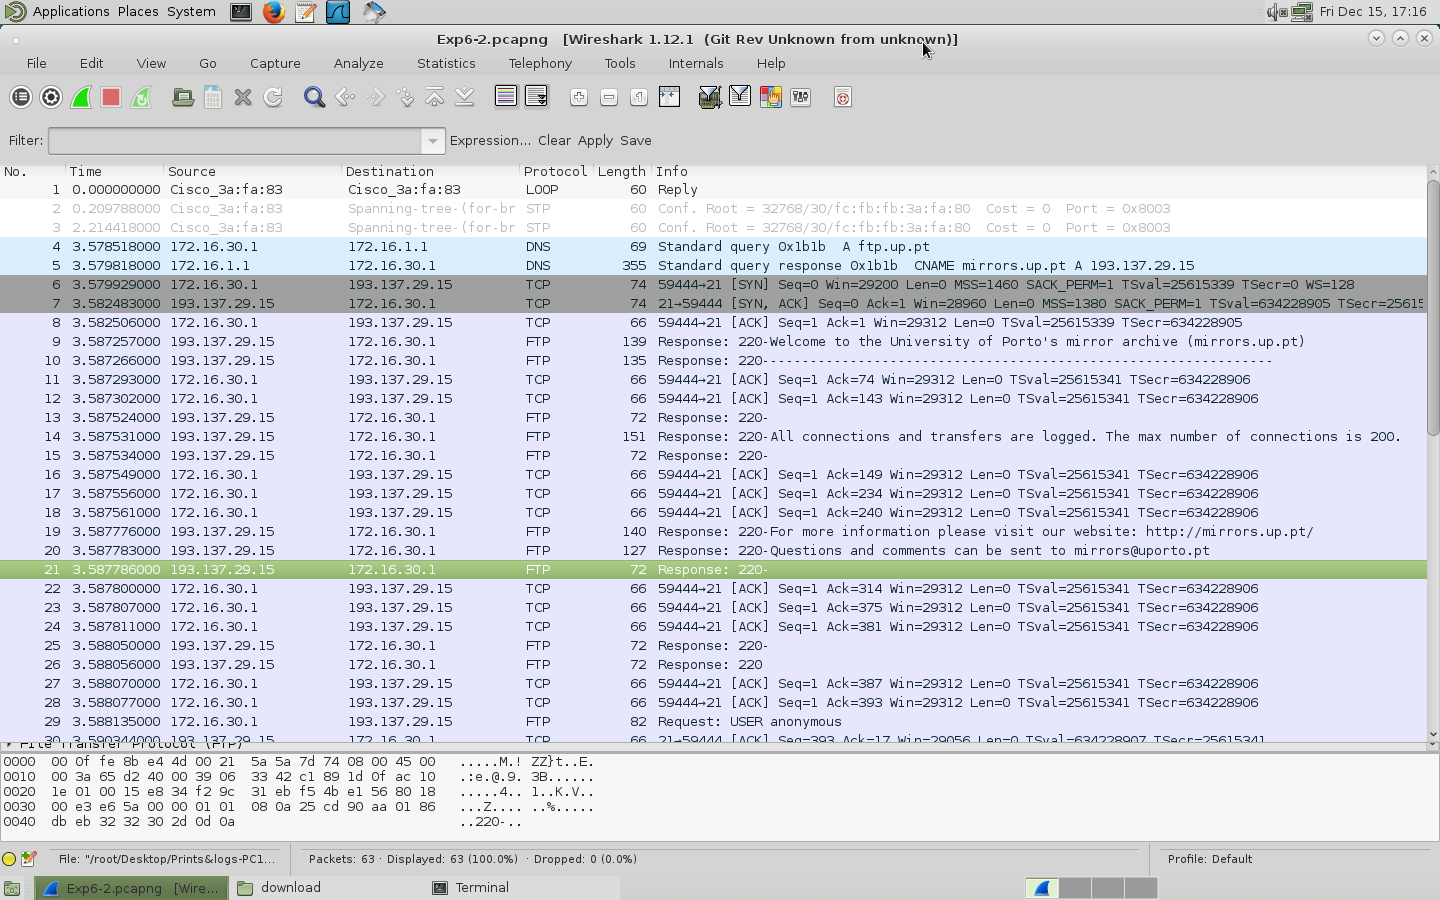 Applications Places System Fri Dec 15, 17:16
Exp6-2.pcapng [Wireshark 1.12.1 (Git Rev Unknown from unknown)]
File Edit View Go Capture Analyze Statistics Telephony Tools Internals Help
Filter: Expression... Clear Apply Save
No. Time Source Destination Protocol Length Info
1 0.000000000 Cisco_3a:fa:83 Cisco_3a:fa:83 LOOP 60 Reply
2 0.209788000 Cisco_3a:fa:83 Spanning-tree-(for-br STP 60 Conf. Root = 32768/30/fc:fb:fb:3a:fa:80 Cost = 0 Port = 0x8003
3 2.214418000 Cisco_3a:fa:83 Spanning-tree-(for-br STP 60 Conf. Root = 32768/30/fc:fb:fb:3a:fa:80 Cost = 0 Port = 0x8003
4 3.578518000 172.16.30.1 172.16.1.1 DNS 69 Standard query 0x1b1b A ftp.up.pt
5 3.579818000 172.16.1.1 172.16.30.1 DNS 355 Standard query response 0x1b1b CNAME mirrors.up.pt A 193.137.29.15
6 3.579929000 172.16.30.1 193.137.29.15 TCP 74 59444→21 [SYN] Seq=0 Win=29200 Len=0 MSS=1460 SACK_PERM=1 TSval=25615339 TSecr=0 WS=128
7 3.582483000 193.137.29.15 172.16.30.1 TCP 74 21→59444 [SYN, ACK] Seq=0 Ack=1 Win=28960 Len=0 MSS=1380 SACK_PERM=1 TSval=634228905 TSecr=25615
8 3.582506000 172.16.30.1 193.137.29.15 TCP 66 59444→21 [ACK] Seq=1 Ack=1 Win=29312 Len=0 TSval=25615339 TSecr=634228905
9 3.587257000 193.137.29.15 172.16.30.1 FTP 139 Response: 220-Welcome to the University of Porto's mirror archive (mirrors.up.pt)
10 3.587266000 193.137.29.15 172.16.30.1 FTP 135 Response: 220---------------------------------------------------------------
11 3.587293000 172.16.30.1 193.137.29.15 TCP 66 59444→21 [ACK] Seq=1 Ack=74 Win=29312 Len=0 TSval=25615341 TSecr=634228906
12 3.587302000 172.16.30.1 193.137.29.15 TCP 66 59444→21 [ACK] Seq=1 Ack=143 Win=29312 Len=0 TSval=25615341 TSecr=634228906
13 3.587524000 193.137.29.15 172.16.30.1 FTP 72 Response: 220-
14 3.587531000 193.137.29.15 172.16.30.1 FTP 151 Response: 220-All connections and transfers are logged. The max number of connections is 200.
15 3.587534000 193.137.29.15 172.16.30.1 FTP 72 Response: 220-
16 3.587549000 172.16.30.1 193.137.29.15 TCP 66 59444→21 [ACK] Seq=1 Ack=149 Win=29312 Len=0 TSval=25615341 TSecr=634228906
17 3.587556000 172.16.30.1 193.137.29.15 TCP 66 59444→21 [ACK] Seq=1 Ack=234 Win=29312 Len=0 TSval=25615341 TSecr=634228906
18 3.587561000 172.16.30.1 193.137.29.15 TCP 66 59444→21 [ACK] Seq=1 Ack=240 Win=29312 Len=0 TSval=25615341 TSecr=634228906
19 3.587776000 193.137.29.15 172.16.30.1 FTP 140 Response: 220-For more information please visit our website: http://mirrors.up.pt/
20 3.587783000 193.137.29.15 172.16.30.1 FTP 127 Response: 220-Questions and comments can be sent to mirrors@uporto.pt
21 3.587786000 193.137.29.15 172.16.30.1 FTP 72 Response: 220-
22 3.587800000 172.16.30.1 193.137.29.15 TCP 66 59444→21 [ACK] Seq=1 Ack=314 Win=29312 Len=0 TSval=25615341 TSecr=634228906
23 3.587807000 172.16.30.1 193.137.29.15 TCP 66 59444→21 [ACK] Seq=1 Ack=375 Win=29312 Len=0 TSval=25615341 TSecr=634228906
24 3.587811000 172.16.30.1 193.137.29.15 TCP 66 59444→21 [ACK] Seq=1 Ack=381 Win=29312 Len=0 TSval=25615341 TSecr=634228906
25 3.588050000 193.137.29.15 172.16.30.1 FTP 72 Response: 220-
26 3.588056000 193.137.29.15 172.16.30.1 FTP 72 Response: 220
27 3.588070000 172.16.30.1 193.137.29.15 TCP 66 59444→21 [ACK] Seq=1 Ack=387 Win=29312 Len=0 TSval=25615341 TSecr=634228906
28 3.588077000 172.16.30.1 193.137.29.15 TCP 66 59444→21 [ACK] Seq=1 Ack=393 Win=29312 Len=0 TSval=25615341 TSecr=634228906
29 3.588135000 172.16.30.1 193.137.29.15 FTP 82 Request: USER anonymous
30 3.590344000 193.137.29.15 172.16.30.1 TCP 66 21→59444 [ACK] Seq=393 Ack=17 Win=29056 Len=0 TSval=634228907 TSecr=25615341
File Transfer Protocol (FTP)
0000 00 0f fe 8b e4 4d 00 21 5a 5a 7d 74 08 00 45 00 .....M.! ZZ}t..E.
0010 00 3a 65 d2 40 00 39 06 33 42 c1 89 1d 0f ac 10 .:e.@.9. 3B......
0020 1e 01 00 15 e8 34 f2 9c 31 eb f5 4b e1 56 80 18 .....4.. 1..K.V..
0030 00 e3 e6 5a 00 00 01 01 08 0a 25 cd 90 aa 01 86 ...Z.... ..%.....
0040 db eb 32 32 30 2d 0d 0a ..220-..
File: "/root/Desktop/Prints&logs-PC1... Packets: 63 · Displayed: 63 (100.0%) · Dropped: 0 (0.0%) Profile: Default
Exp6-2.pcapng [Wire... download Terminal